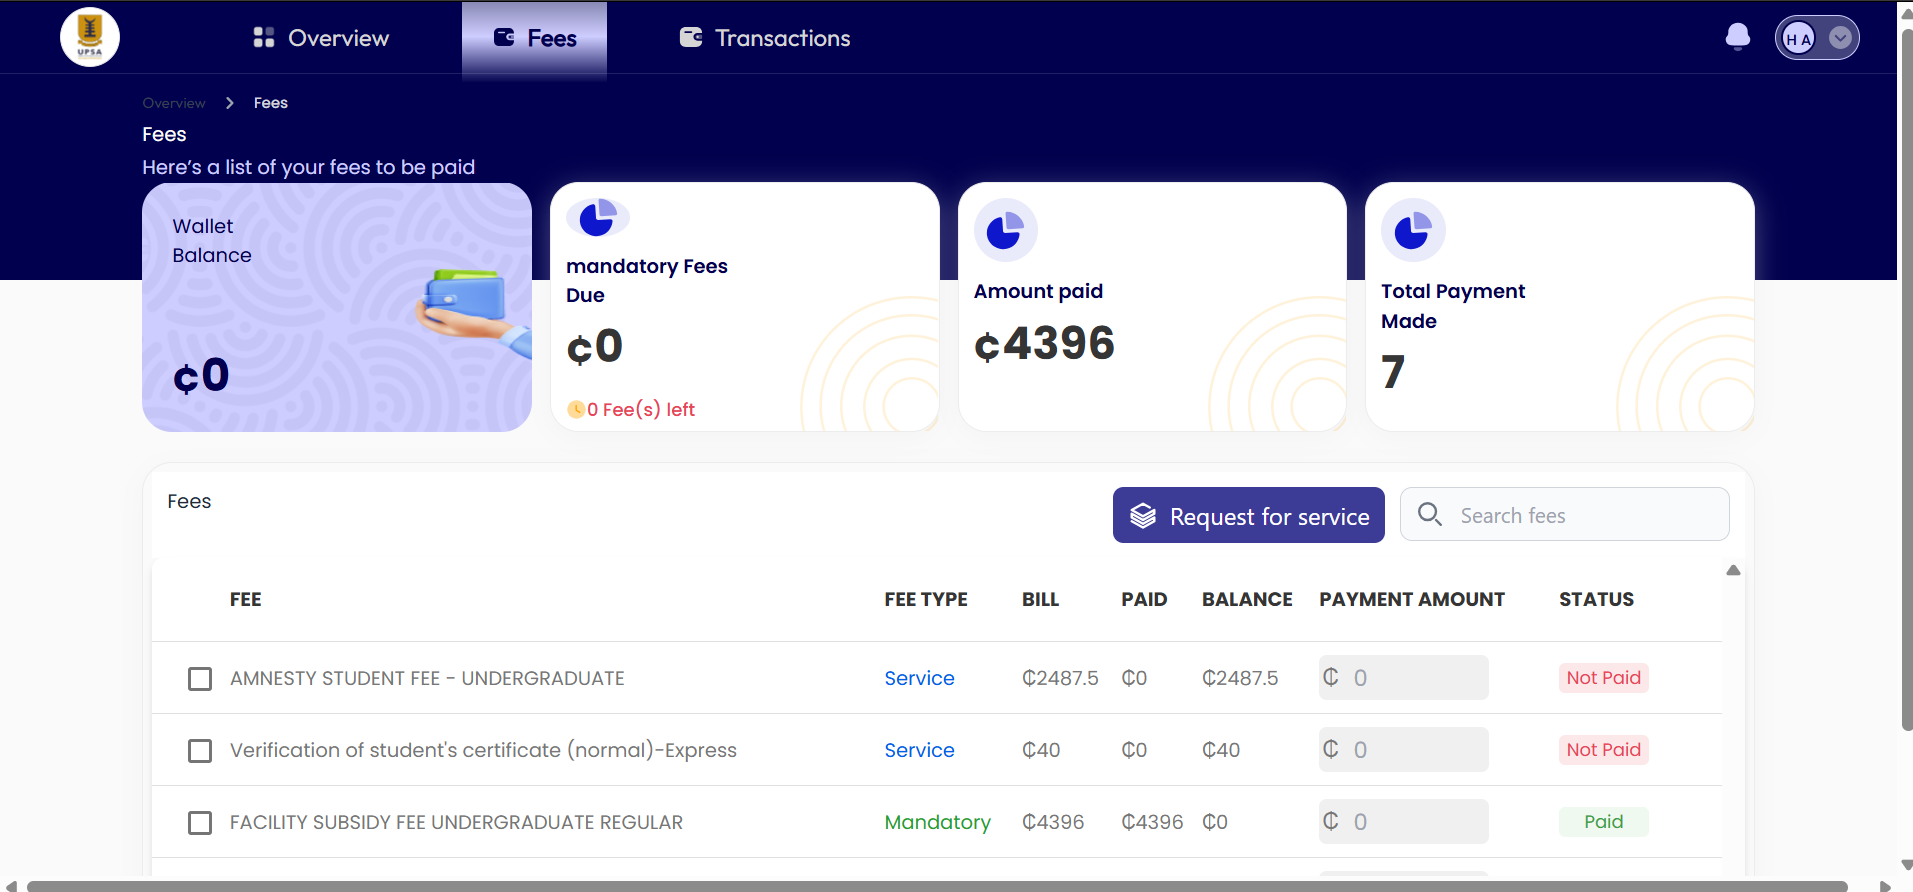 UPSA
Overview
Fees
Transactions
H A
Overview > Fees
Fees
Here's a list of your fees to be paid
Wallet
Balance
¢0
mandatory Fees
Due
¢0
0 Fee(s) left
Amount paid
¢4396
Total Payment
Made
7
Fees
Request for service
Search fees
FEE FEE TYPE BILL PAID BALANCE PAYMENT AMOUNT STATUS
AMNESTY STUDENT FEE - UNDERGRADUATE Service ₵2487.5 ₵0 ₵2487.5 ₵ 0 Not Paid
Verification of student's certificate (normal)-Express Service ₵40 ₵0 ₵40 ₵ 0 Not Paid
FACILITY SUBSIDY FEE UNDERGRADUATE REGULAR Mandatory ₵4396 ₵4396 ₵0 ₵ 0 Paid